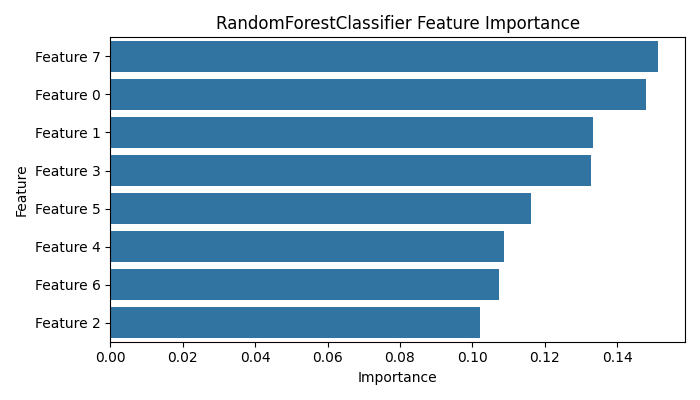 RandomForestClassifier Feature Importance
Feature
Feature 7
Feature 0
Feature 1
Feature 3
Feature 5
Feature 4
Feature 6
Feature 2
0.00 0.02 0.04 0.06 0.08 0.10 0.12 0.14
Importance